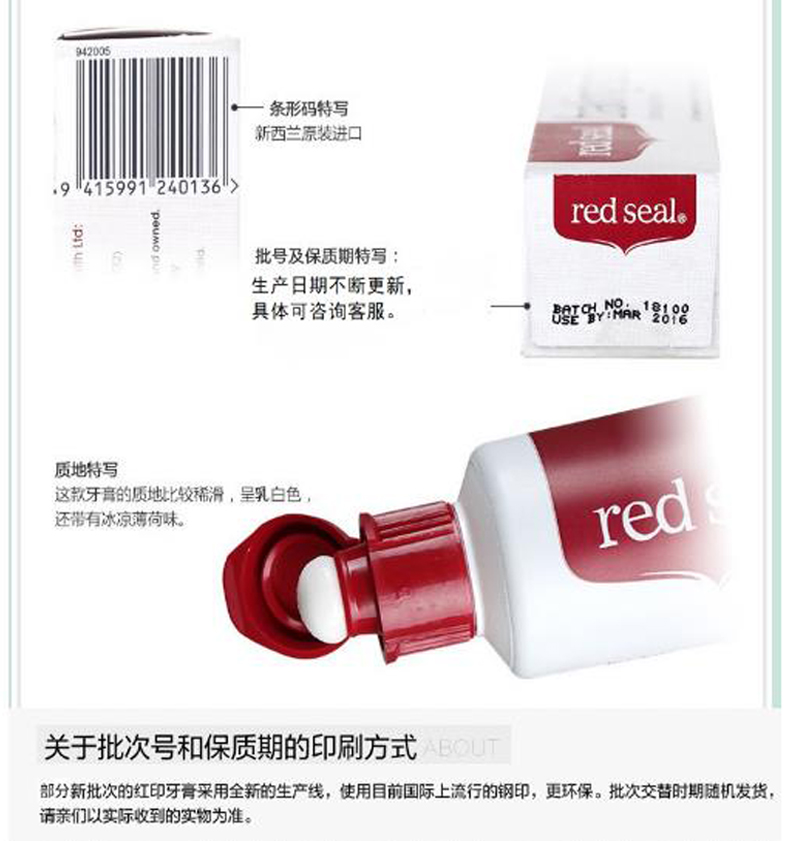 942005
9 415991 240136 >
lth Ltd:
nd owned.
条形码特写
新西兰原装进口
red seal
red seal®
批号及保质期特写：
生产日期不断更新，
具体可咨询客服。
BATCH NO. 18100
USE BY:MAR 2016
质地特写
这款牙膏的质地比较稀滑，呈乳白色，
还带有冰凉薄荷味。
red s
关于批次号和保质期的印刷方式 ABOUT
部分新批次的红印牙膏采用全新的生产线，使用目前国际上流行的钢印，更环保。批次交替时期随机发货，
请亲们以实际收到的实物为准。